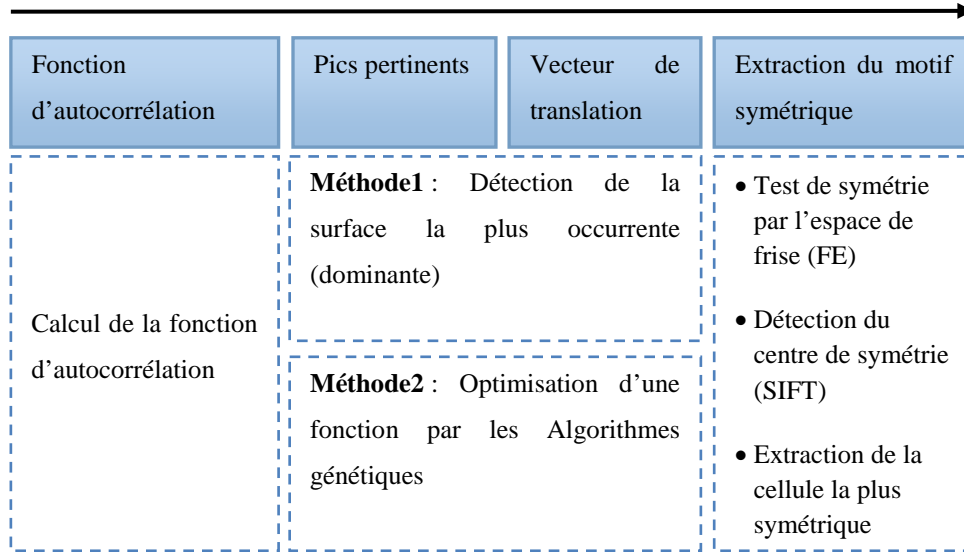 Fonction
d’autocorrélation
Pics pertinents
Vecteur de
translation
Extraction du motif
symétrique
Calcul de la fonction
d’autocorrélation
Méthode1 : Détection de la
surface la plus occurrente
(dominante)
Méthode2 : Optimisation d’une
fonction par les Algorithmes
génétiques
• Test de symétrie
par l’espace de
frise (FE)
• Détection du
centre de symétrie
(SIFT)
• Extraction de la
cellule la plus
symétrique